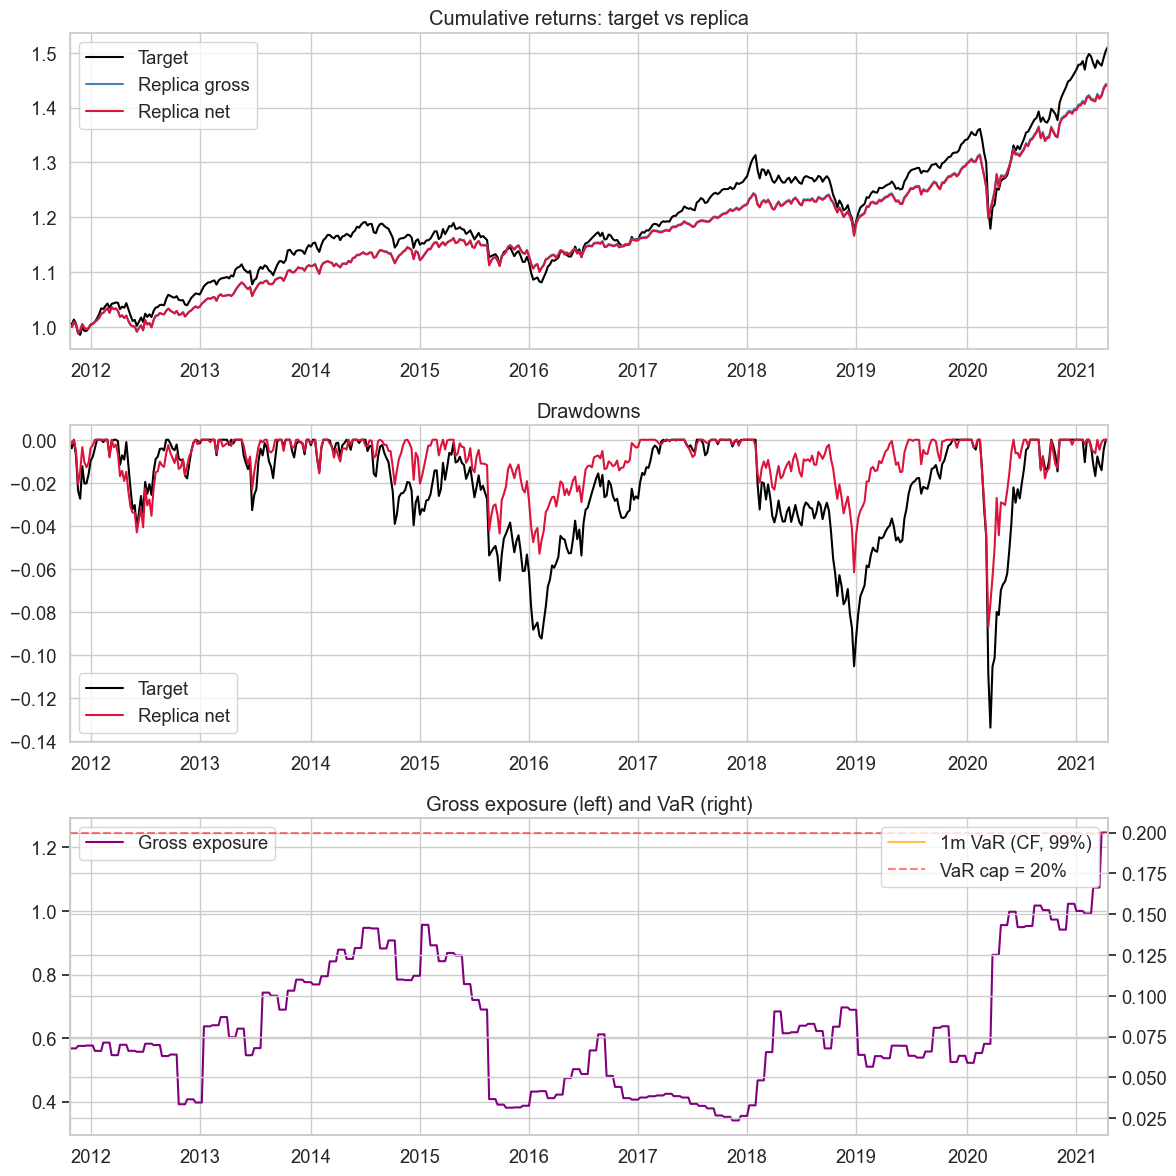 Cumulative returns: target vs replica
1.5
1.4
1.3
1.2
1.1
1.0
Target
Replica gross
Replica net
2012 2013 2014 2015 2016 2017 2018 2019 2020 2021
Drawdowns
0.00
−0.02
−0.04
−0.06
−0.08
−0.10
−0.12
−0.14
Target
Replica net
2012 2013 2014 2015 2016 2017 2018 2019 2020 2021
Gross exposure (left) and VaR (right)
1.2
1.0
0.8
0.6
0.4
Gross exposure
1m VaR (CF, 99%)
VaR cap = 20%
0.200
0.175
0.150
0.125
0.100
0.075
0.050
0.025
2012 2013 2014 2015 2016 2017 2018 2019 2020 2021